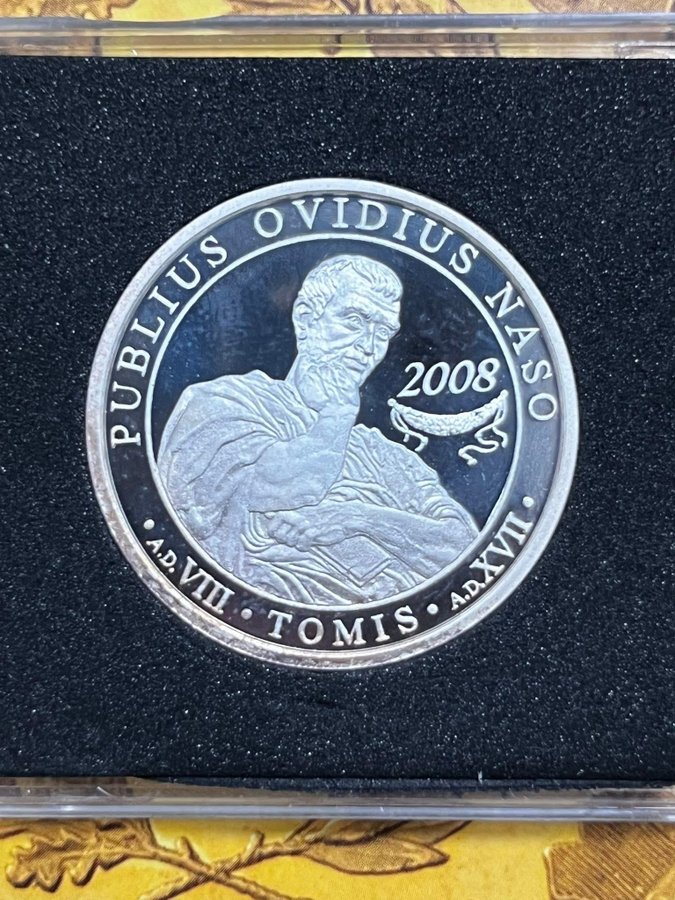 PUBLIUS OVIDIUS NASO
2008
• A.D. VIII • TOMIS • A.D. XVII •